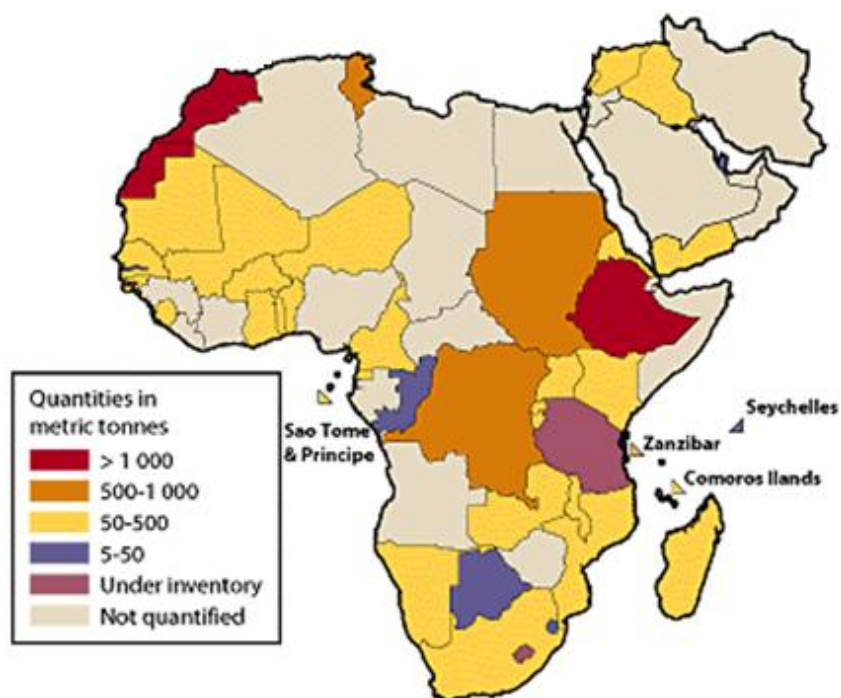 Quantities in
metric tonnes
> 1 000
500-1 000
50-500
5-50
Under inventory
Not quantified
Sao Tome
& Principe
Seychelles
Zanzibar
Comoros Ilands